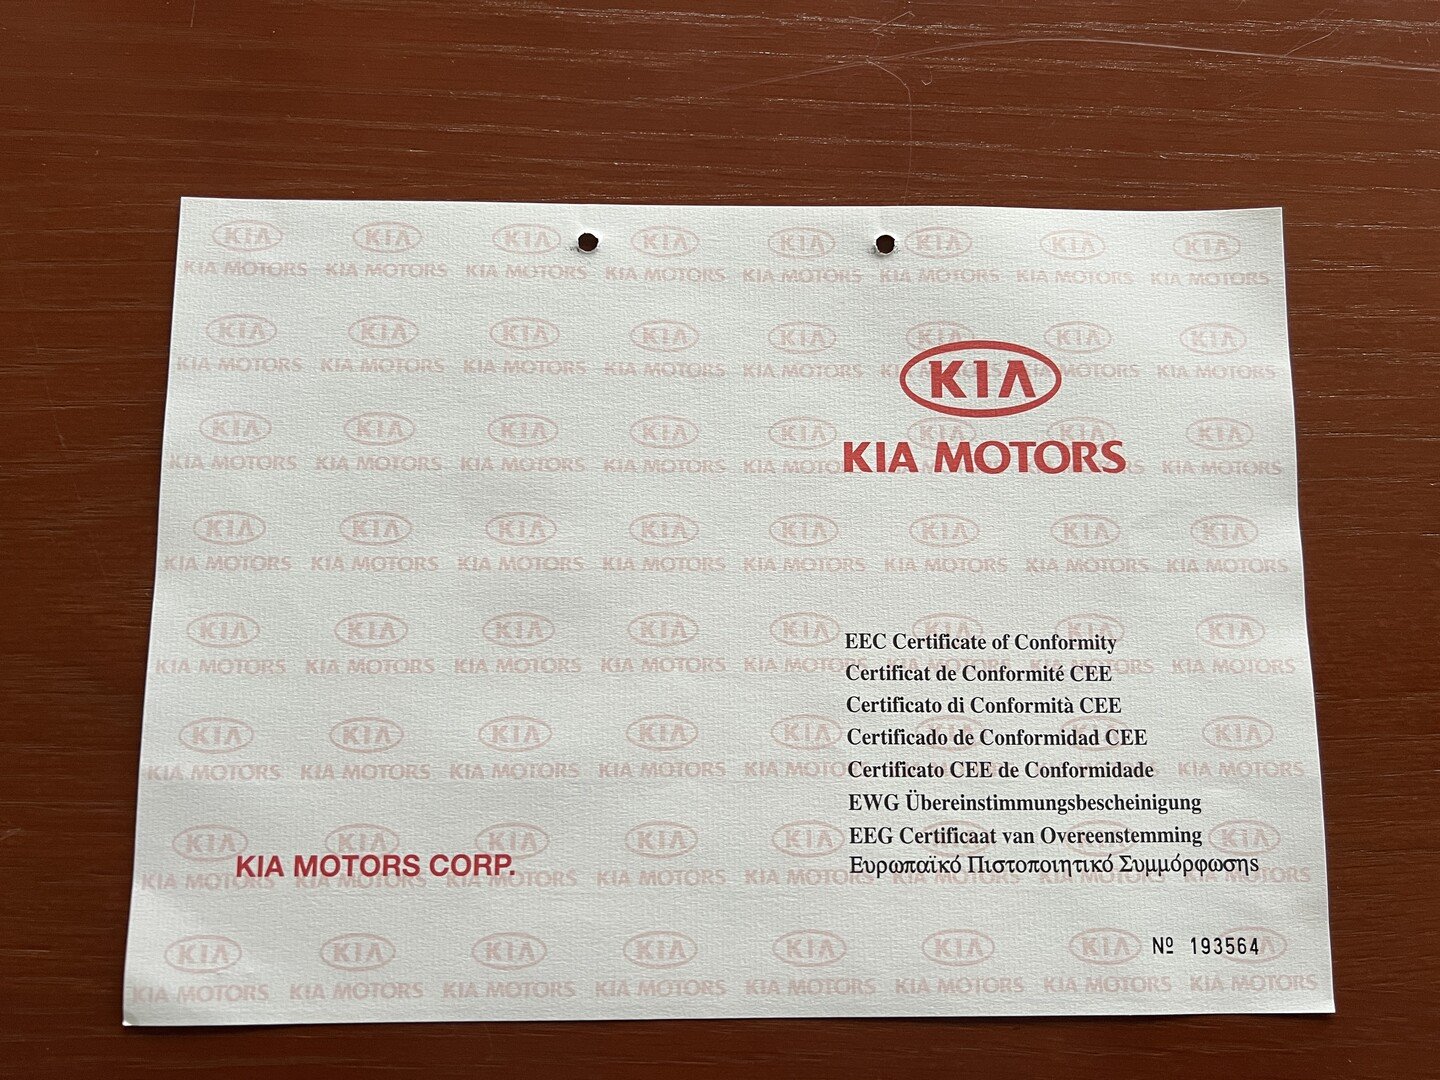 KIA
KIA MOTORS
EEC Certificate of Conformity
Certificat de Conformité CEE
Certificato di Conformità CEE
Certificado de Conformidad CEE
Certificato CEE de Conformidade
EWG Übereinstimmungsbescheinigung
EEG Certificaat van Overeenstemming
Ευρωπαϊκό Πιστοποιητικό Συμμόρφωσης
KIA MOTORS CORP.
Nº 193564